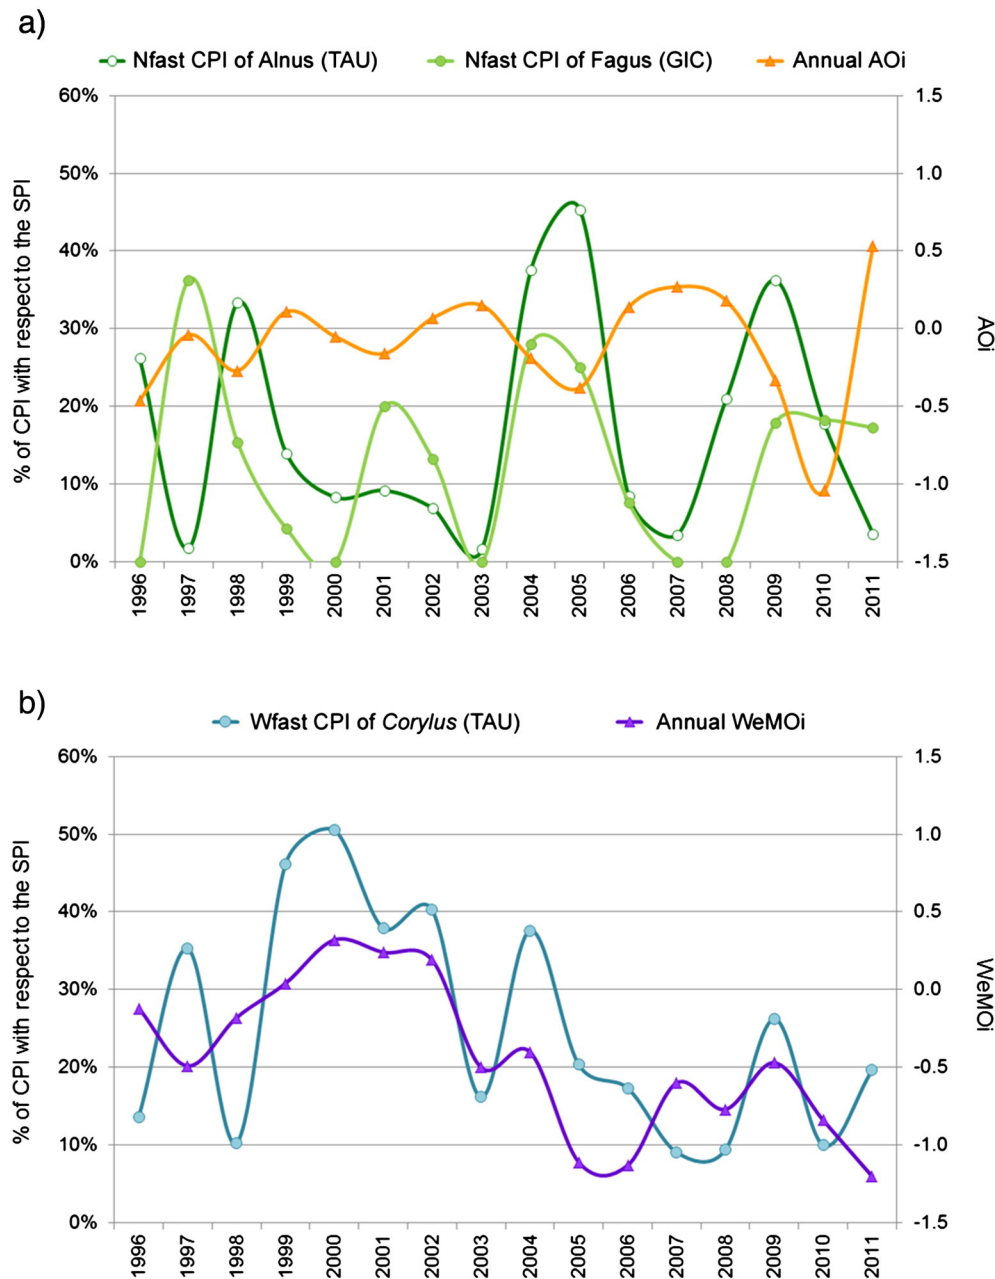 a)
Nfast CPI of Alnus (TAU) Nfast CPI of Fagus (GIC) Annual AOi
60% 1.5
50% 1.0
40% 0.5
30% 0.0
20% -0.5
10% -1.0
0% -1.5
% of CPI with respect to the SPI
AOi
1996 1997 1998 1999 2000 2001 2002 2003 2004 2005 2006 2007 2008 2009 2010 2011
b)
Wfast CPI of Corylus (TAU) Annual WeMOi
60% 1.5
50% 1.0
40% 0.5
30% 0.0
20% -0.5
10% -1.0
0% -1.5
% of CPI with respect to the SPI
WeMOi
1996 1997 1998 1999 2000 2001 2002 2003 2004 2005 2006 2007 2008 2009 2010 2011